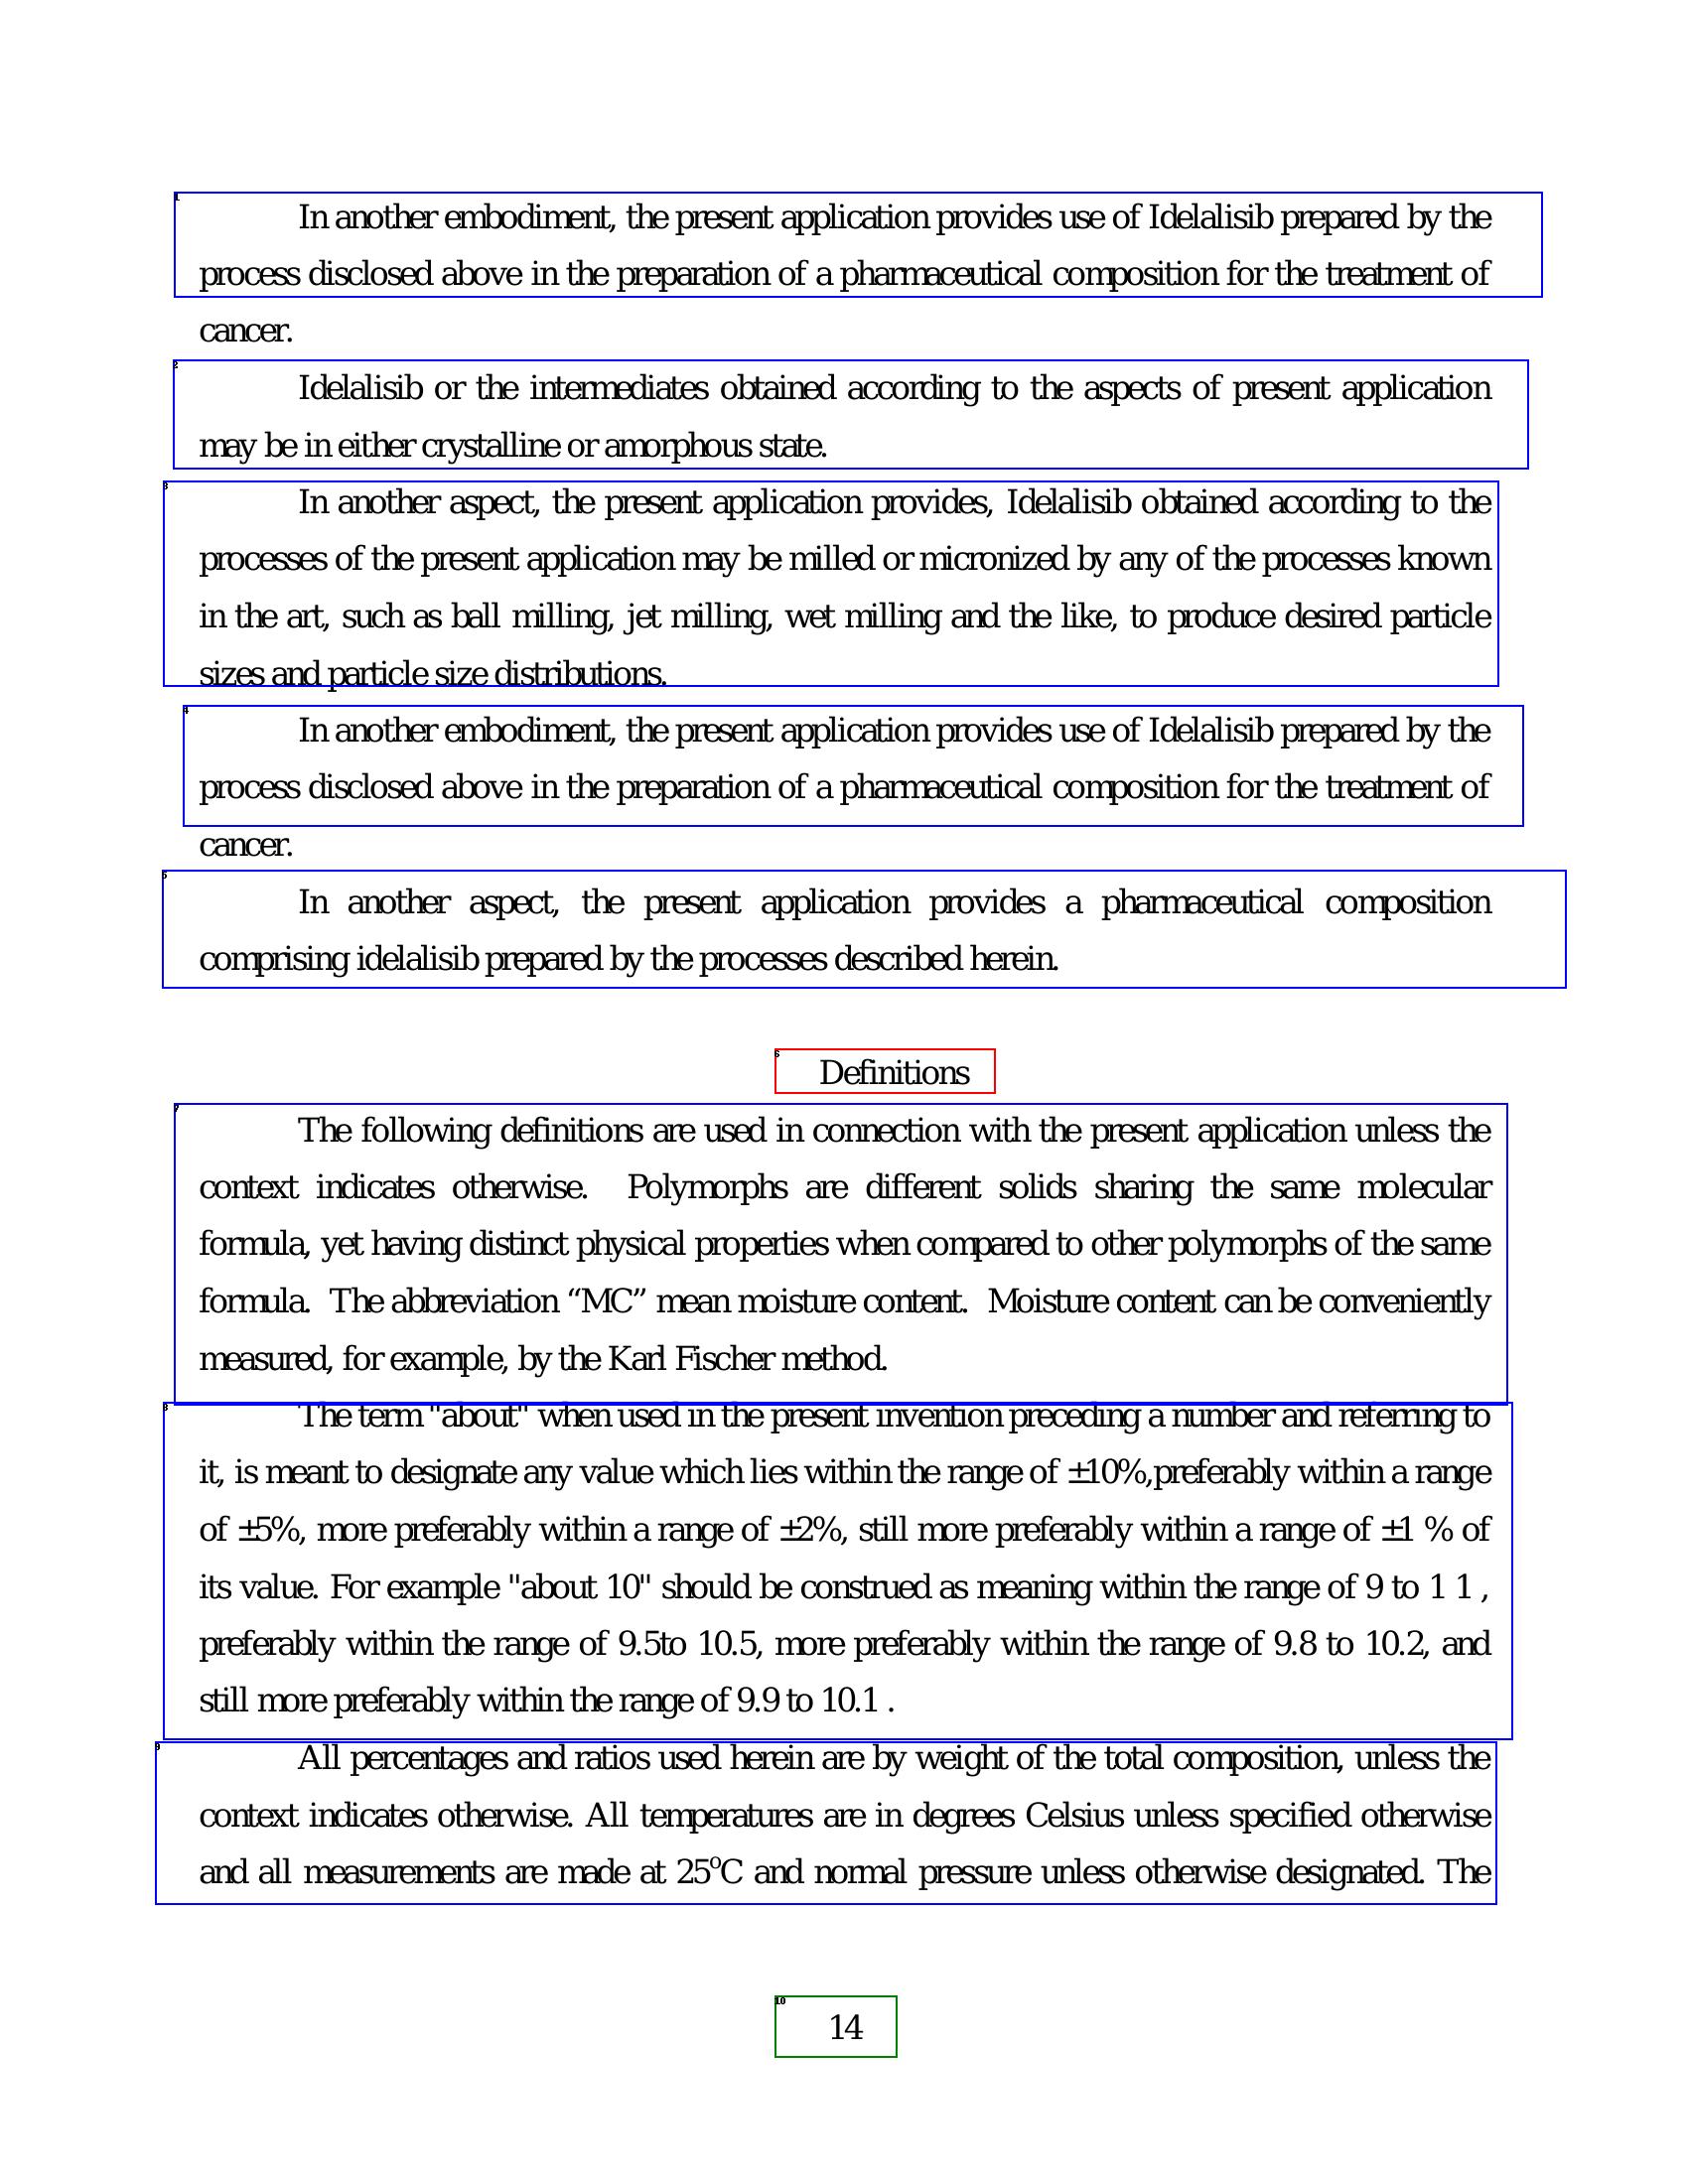 In another embodiment, the present application provides use of Idelalisib prepared by the
process disclosed above in the preparation of a pharmaceutical composition for the treatment of
cancer.
Idelalisib or the intermediates obtained according to the aspects of present application
may be in either crystalline or amorphous state.
In another aspect, the present application provides, Idelalisib obtained according to the
processes of the present application may be milled or micronized by any of the processes known
in the art, such as ball milling, jet milling, wet milling and the like, to produce desired particle
sizes and particle size distributions.
In another embodiment, the present application provides use of Idelalisib prepared by the
process disclosed above in the preparation of a pharmaceutical composition for the treatment of
cancer.
In another aspect, the present application provides a pharmaceutical composition
comprising idelalisib prepared by the processes described herein.
Definitions
The following definitions are used in connection with the present application unless the
context indicates otherwise.  Polymorphs are different solids sharing the same molecular
formula, yet having distinct physical properties when compared to other polymorphs of the same
formula.  The abbreviation “MC” mean moisture content.  Moisture content can be conveniently
measured, for example, by the Karl Fischer method.
The term "about" when used in the present invention preceding a number and referring to
it, is meant to designate any value which lies within the range of ±10%,preferably within a range
of ±5%, more preferably within a range of ±2%, still more preferably within a range of ±1 % of
its value. For example "about 10" should be construed as meaning within the range of 9 to 1 1 ,
preferably within the range of 9.5to 10.5, more preferably within the range of 9.8 to 10.2, and
still more preferably within the range of 9.9 to 10.1 .
All percentages and ratios used herein are by weight of the total composition, unless the
context indicates otherwise. All temperatures are in degrees Celsius unless specified otherwise
and all measurements are made at 25ºC and normal pressure unless otherwise designated. The
14